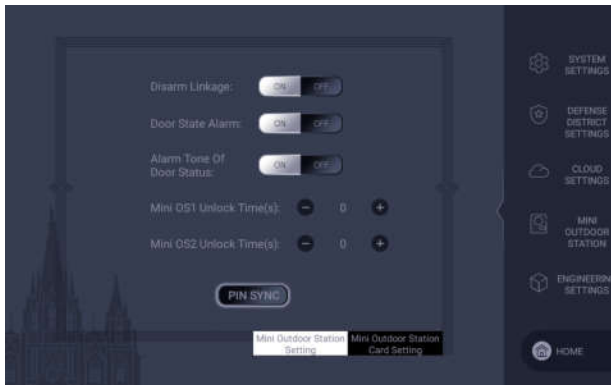 Disarm Linkage:
ON OFF
Door State Alarm:
ON OFF
Alarm Tone Of
Door Status:
ON OFF
Mini OS1 Unlock Time(s):
0
Mini OS2 Unlock Time(s):
0
PIN SYNC
Mini Outdoor Station
Setting
Mini Outdoor Station
Card Setting
SYSTEM
SETTINGS
DEFENSE
DISTRICT
SETTINGS
CLOUD
SETTINGS
MINI
OUTDOOR
STATION
ENGINEERIN
SETTINGS
HOME